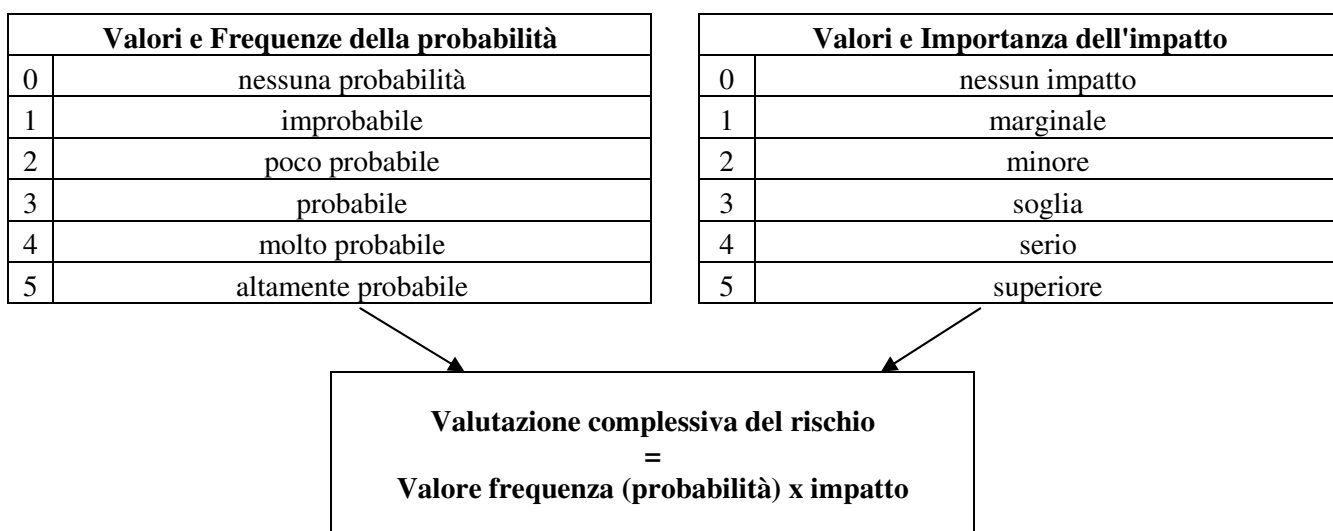 Valori e Frequenze della probabilità
0 nessuna probabilità
1 improbabile
2 poco probabile
3 probabile
4 molto probabile
5 altamente probabile
Valori e Importanza dell'impatto
0 nessun impatto
1 marginale
2 minore
3 soglia
4 serio
5 superiore
Valutazione complessiva del rischio
=
Valore frequenza (probabilità) x impatto